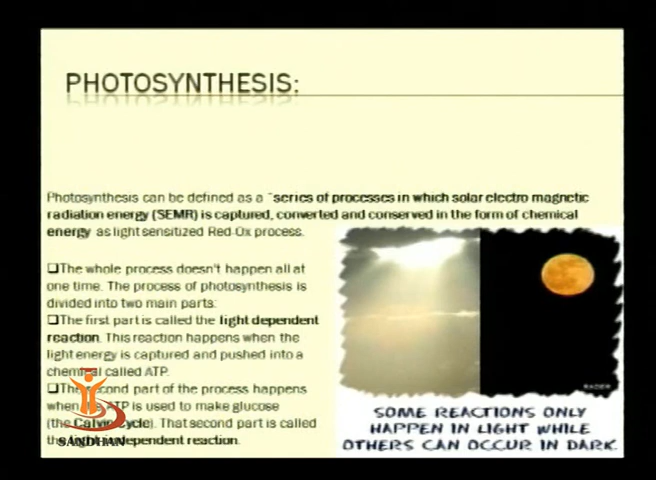 PHOTOSYNTHESIS:
Photosynthesis can be defined as a "series of processes in which solar electro magnetic
radiation energy (SEMR) is captured, converted and conserved in the form of chemical
energy as light sensitized Red-Ox process.
❑The whole process doesn't happen all at
one time. The process of photosynthesis is
divided into two main parts:
❑The first part is called the light dependent
reaction. This reaction happens when the
light energy is captured and pushed into a
chemical called ATP.
❑The second part of the process happens
when the ATP is used to make glucose
(the Calvin Cycle). That second part is called
the light independent reaction.
RADER
SOME REACTIONS ONLY
HAPPEN IN LIGHT WHILE
OTHERS CAN OCCUR IN DARK.
SANDHAN